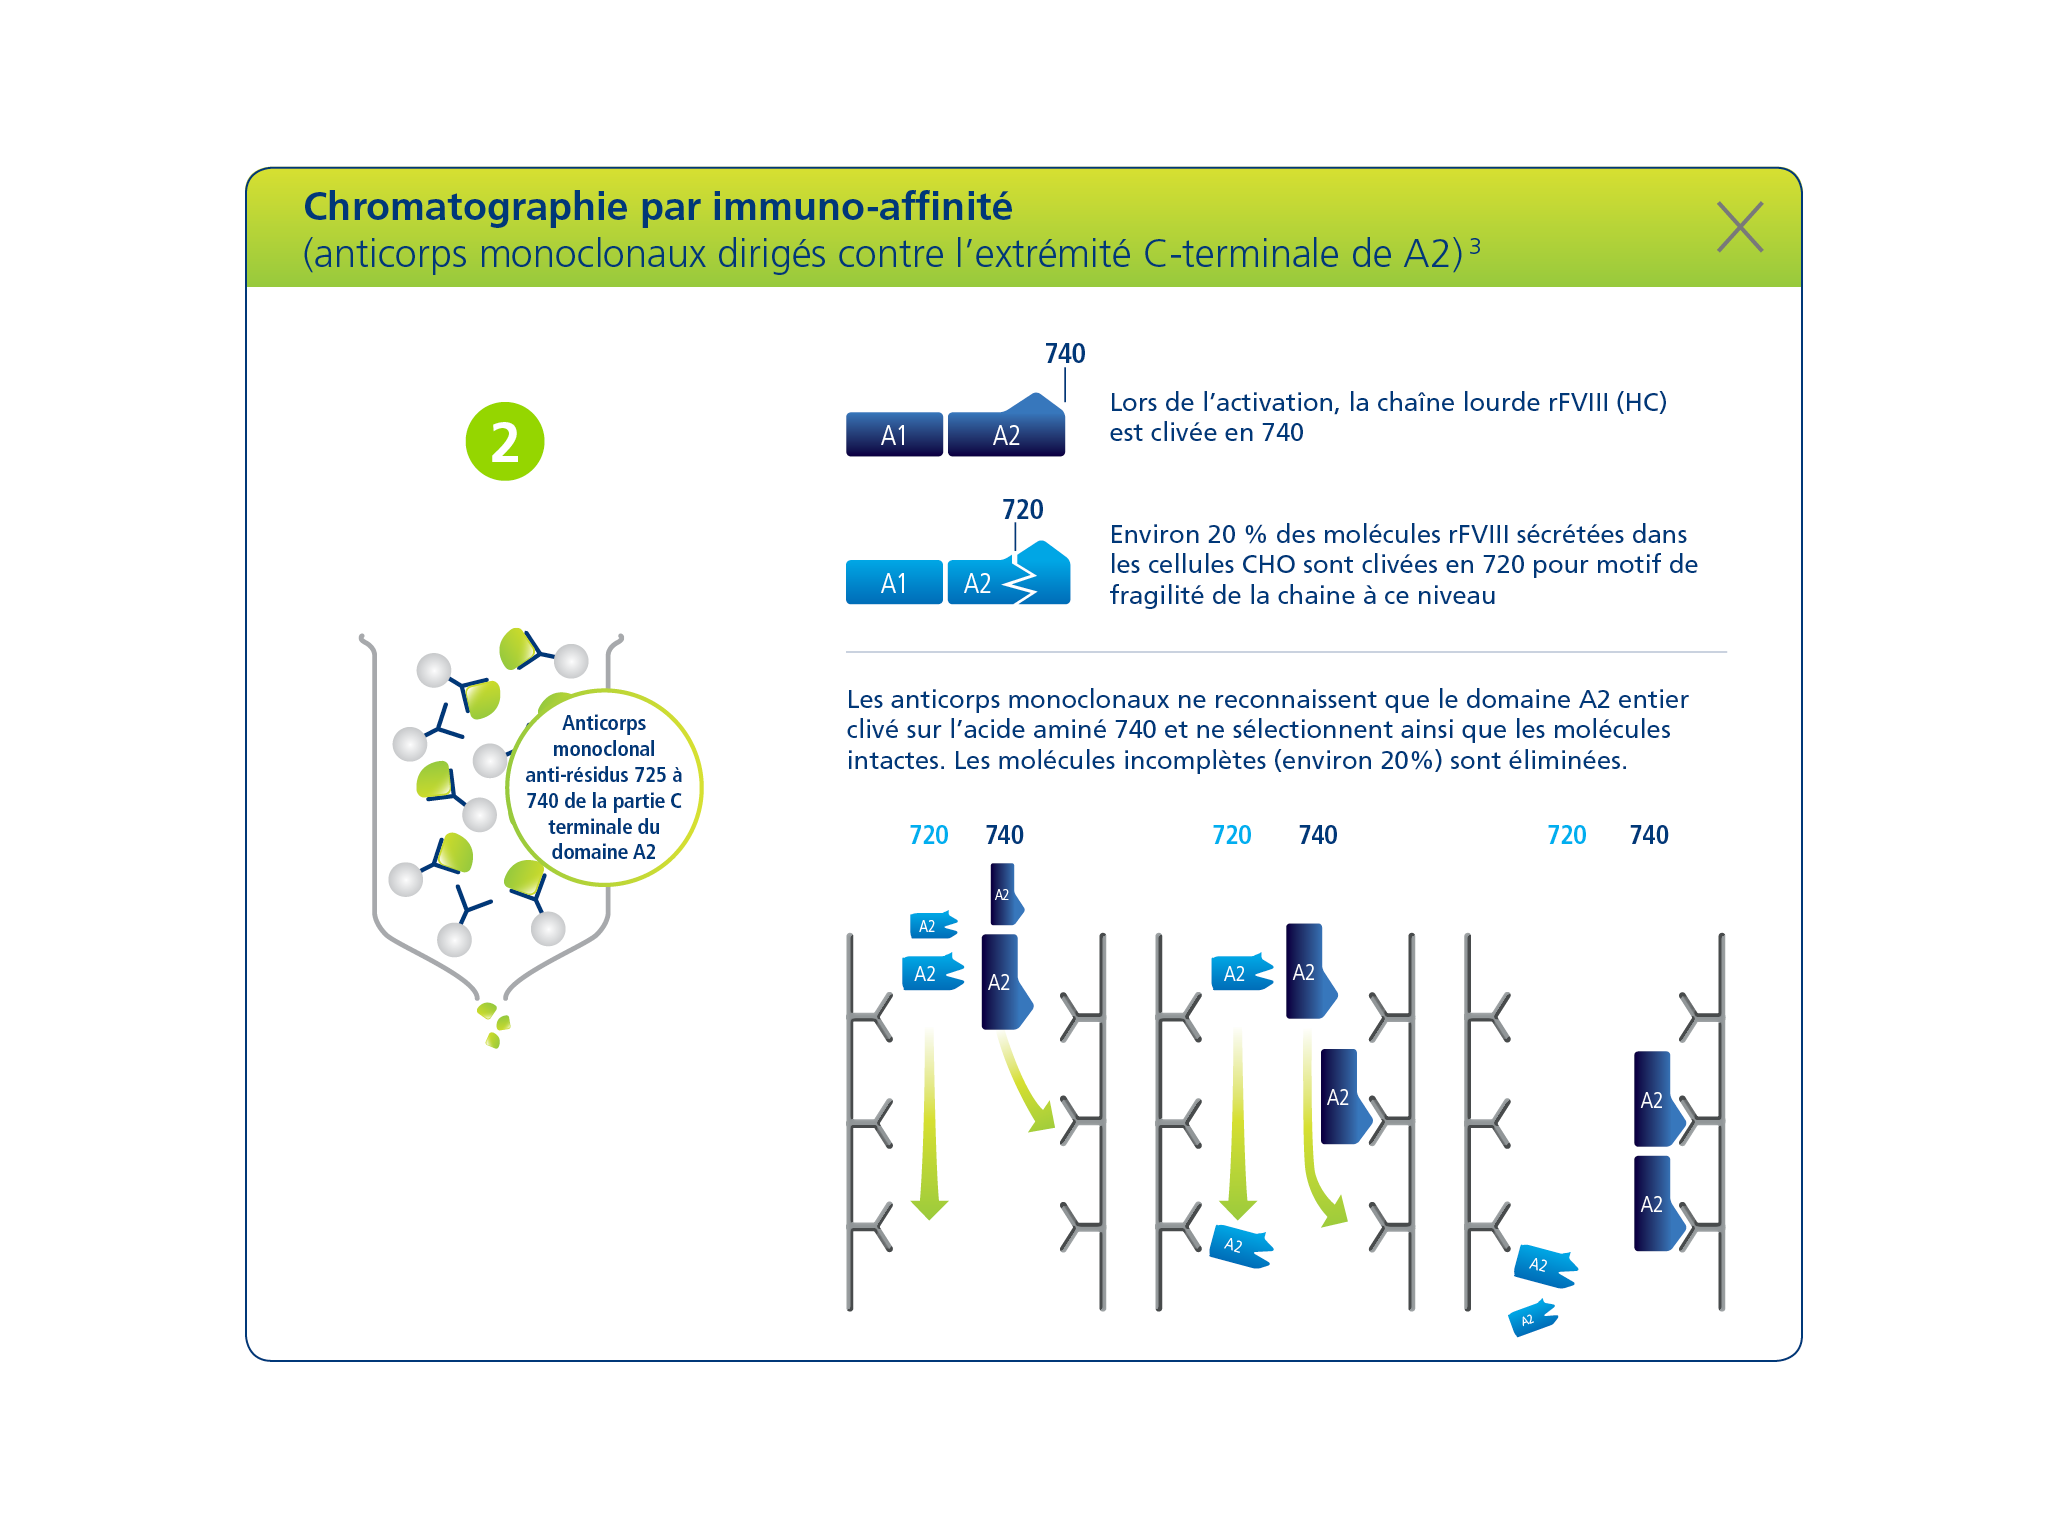 Chromatographie par immuno-affinité
(anticorps monoclonaux dirigés contre l’extrémité C-terminale de A2) 3
2
740
A1 A2
Lors de l’activation, la chaîne lourde rFVIII (HC)
est clivée en 740
720
A1 A2
Environ 20 % des molécules rFVIII sécrétées dans
les cellules CHO sont clivées en 720 pour motif de
fragilité de la chaine à ce niveau
Anticorps
monoclonal
anti-résidus 725 à
740 de la partie C
terminale du
domaine A2
Les anticorps monoclonaux ne reconnaissent que le domaine A2 entier
clivé sur l’acide aminé 740 et ne sélectionnent ainsi que les molécules
intactes. Les molécules incomplètes (environ 20%) sont éliminées.
720 740
A2
A2
A2
A2
720 740
A2
A2
A2
A2
720 740
A2
A2
A2
A2